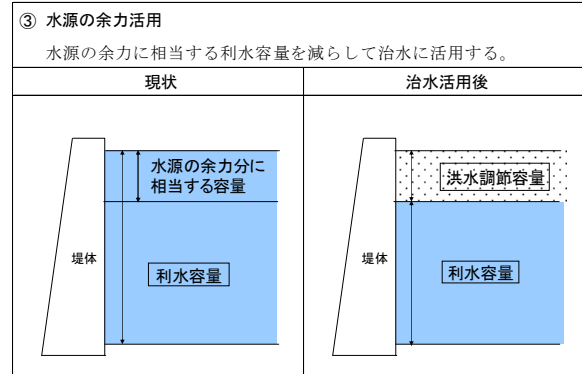 ③ 水源の余力活用
水源の余力に相当する利水容量を減らして治水に活用する。
現状
治水活用後
水源の余力分に
相当する容量
堤体
利水容量
洪水調節容量
堤体
利水容量